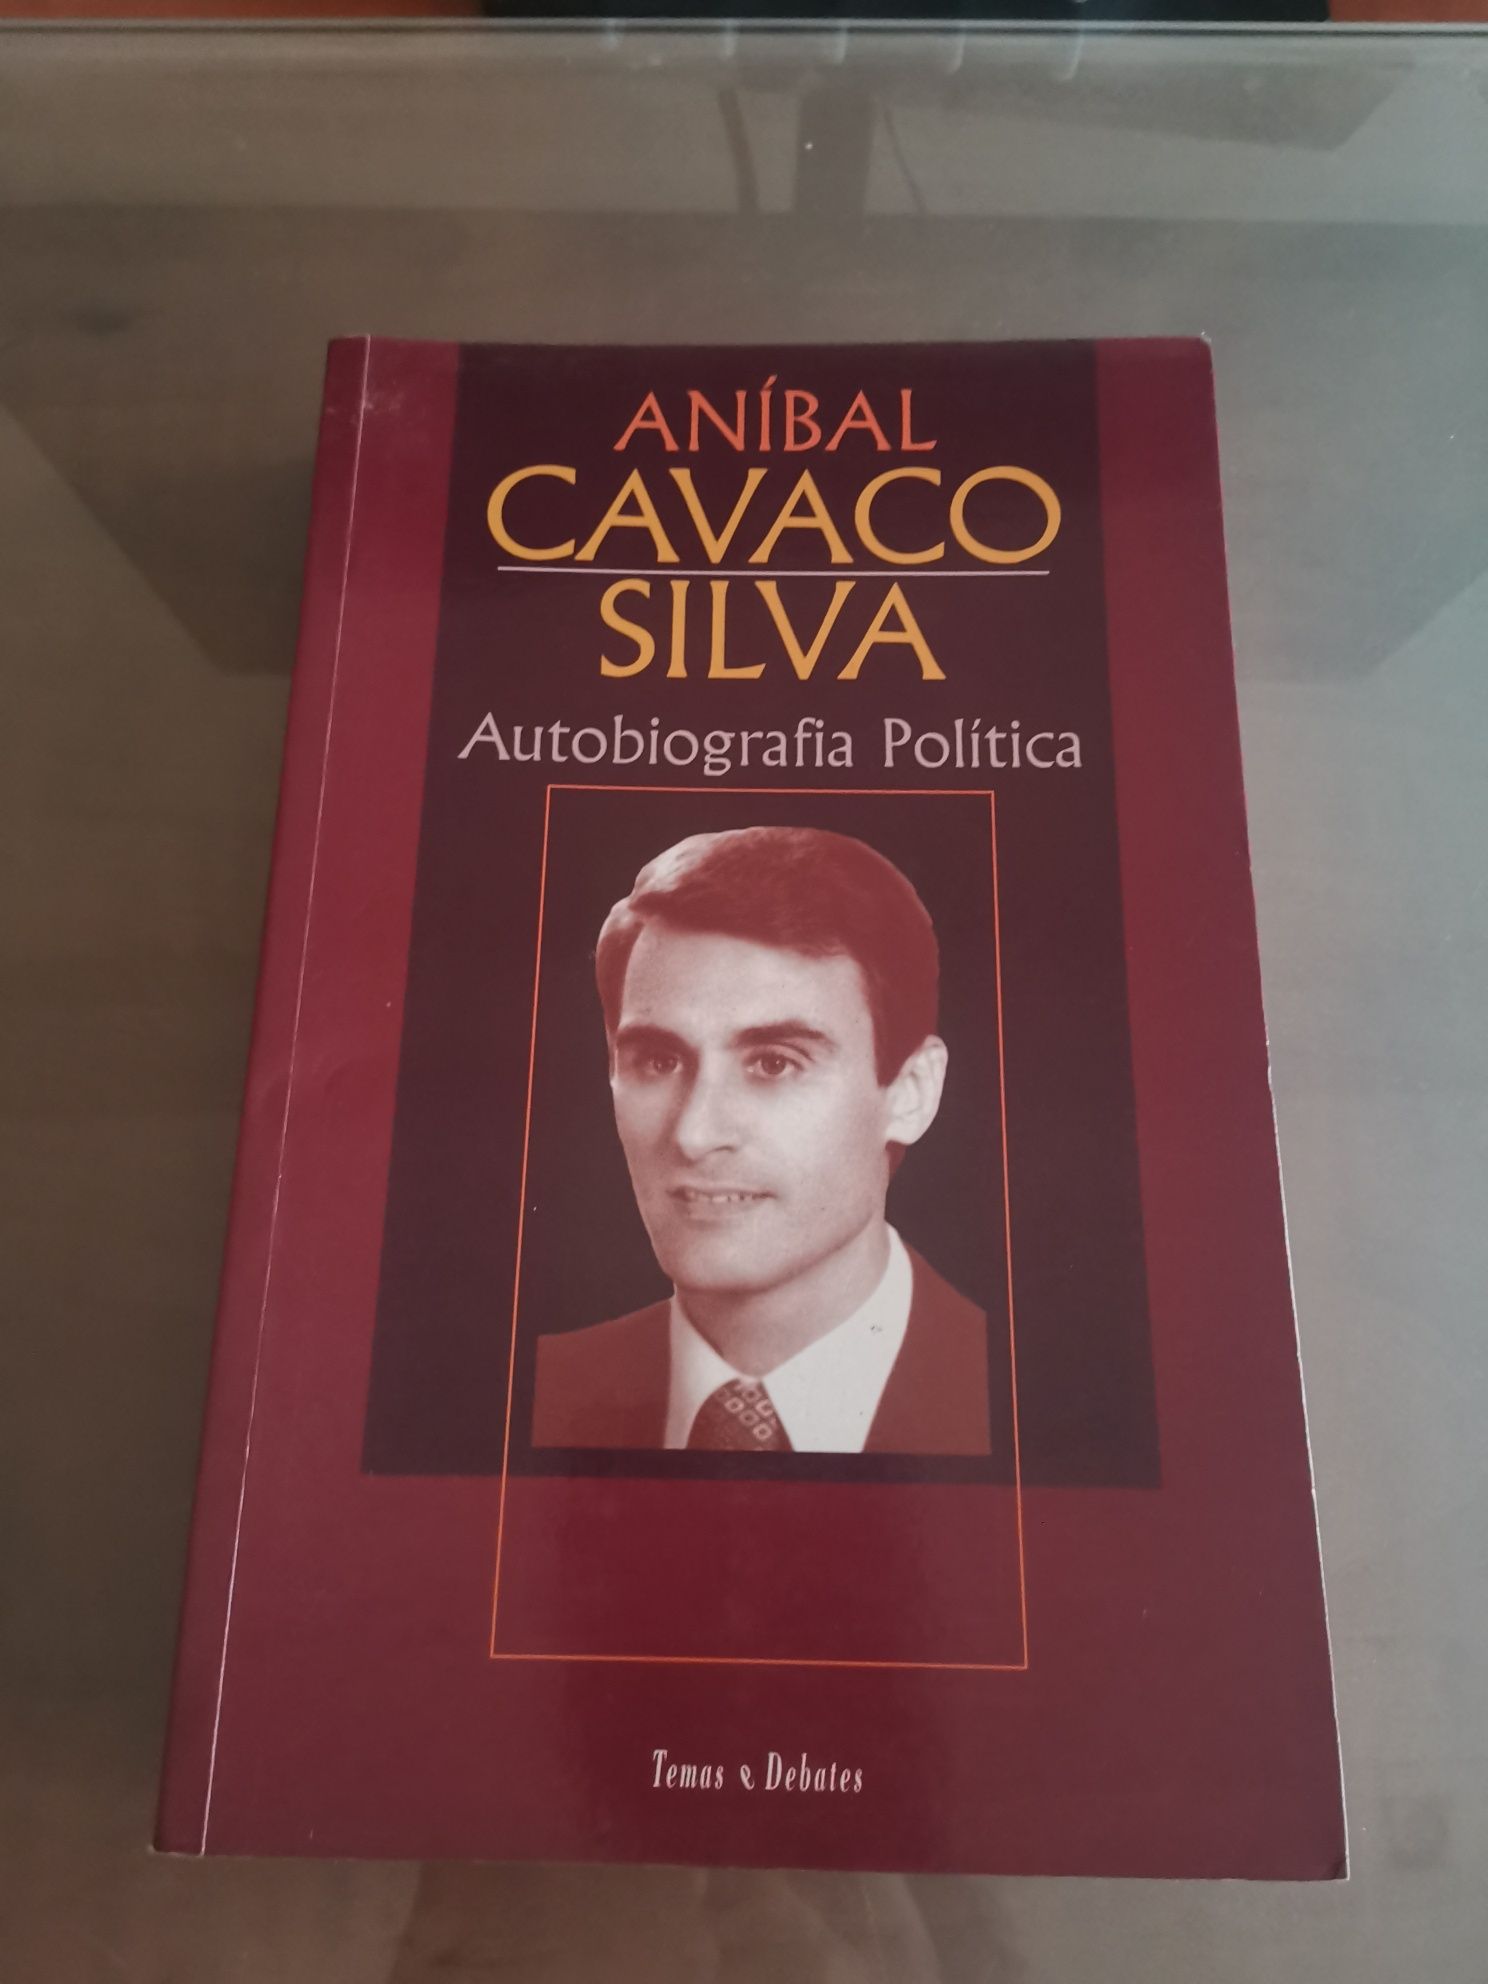 ANÍBAL
CAVACO
SILVA
Autobiografia Política
Temas e Debates